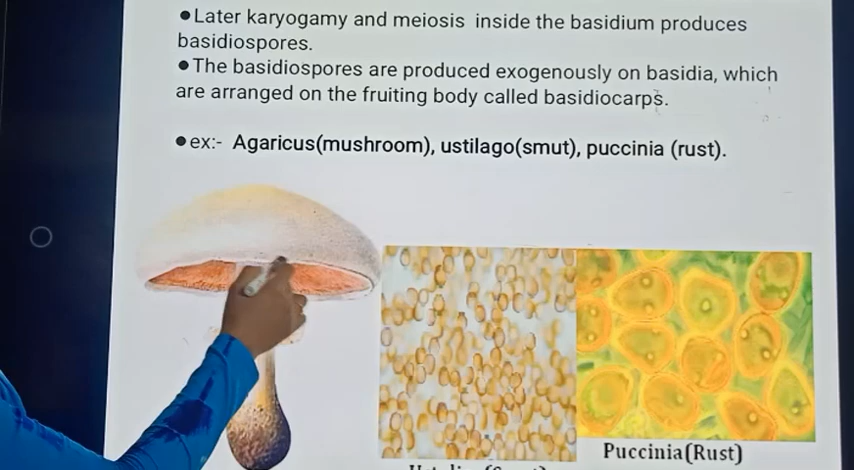 ●Later karyogamy and meiosis inside the basidium produces
basidiospores.
●The basidiospores are produced exogenously on basidia, which
are arranged on the fruiting body called basidiocarps.
●ex:- Agaricus(mushroom), ustilago(smut), puccinia (rust).
Puccinia(Rust)